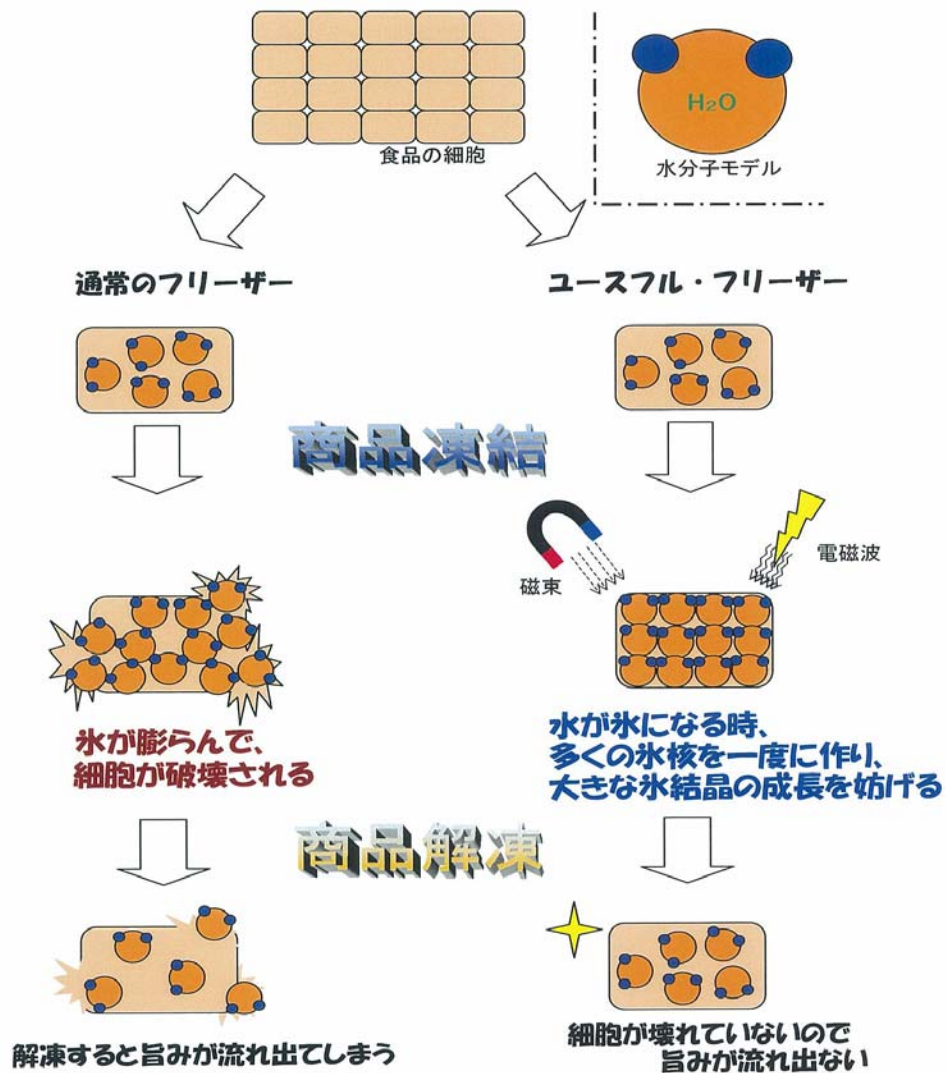 食品の細胞
H₂O
水分子モデル
通常のフリーザー
ユースフル・フリーザー
商品凍結
磁束
電磁波
氷が膨らんで、
細胞が破壊される
水が氷になる時、
多くの氷核を一度に作り、
大きな氷結晶の成長を妨げる
商品解凍
解凍すると旨みが流れ出てしまう
細胞が壊れていないので
旨みが流れ出ない